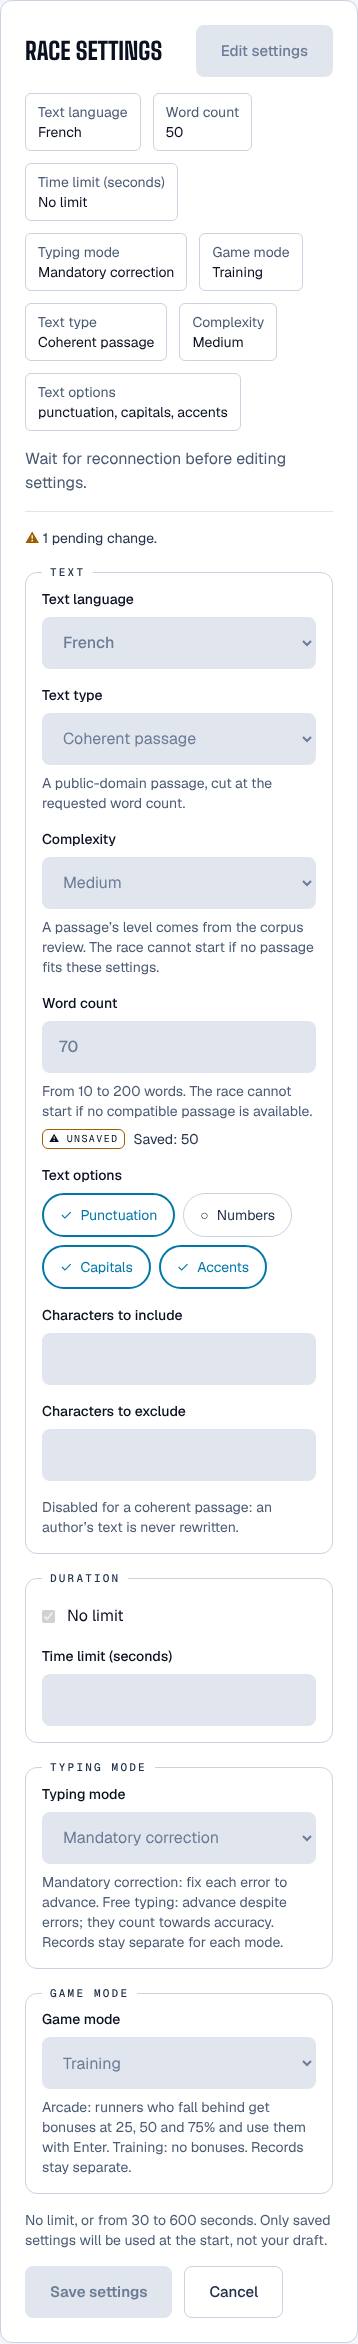 RACE SETTINGS
Edit settings
Text language
French
Word count
50
Time limit (seconds)
No limit
Typing mode
Mandatory correction
Game mode
Training
Text type
Coherent passage
Complexity
Medium
Text options
punctuation, capitals, accents
Wait for reconnection before editing
settings.
1 pending change.
TEXT
Text language
French
Text type
Coherent passage
A public-domain passage, cut at the
requested word count.
Complexity
Medium
A passage’s level comes from the corpus
review. The race cannot start if no passage
fits these settings.
Word count
70
From 10 to 200 words. The race cannot
start if no compatible passage is available.
UNSAVED Saved: 50
Text options
✓ Punctuation
○ Numbers
✓ Capitals
✓ Accents
Characters to include
Characters to exclude
Disabled for a coherent passage: an
author’s text is never rewritten.
DURATION
No limit
Time limit (seconds)
TYPING MODE
Typing mode
Mandatory correction
Mandatory correction: fix each error to
advance. Free typing: advance despite
errors; they count towards accuracy.
Records stay separate for each mode.
GAME MODE
Game mode
Training
Arcade: runners who fall behind get
bonuses at 25, 50 and 75% and use them
with Enter. Training: no bonuses. Records
stay separate.
No limit, or from 30 to 600 seconds. Only saved
settings will be used at the start, not your draft.
Save settings
Cancel